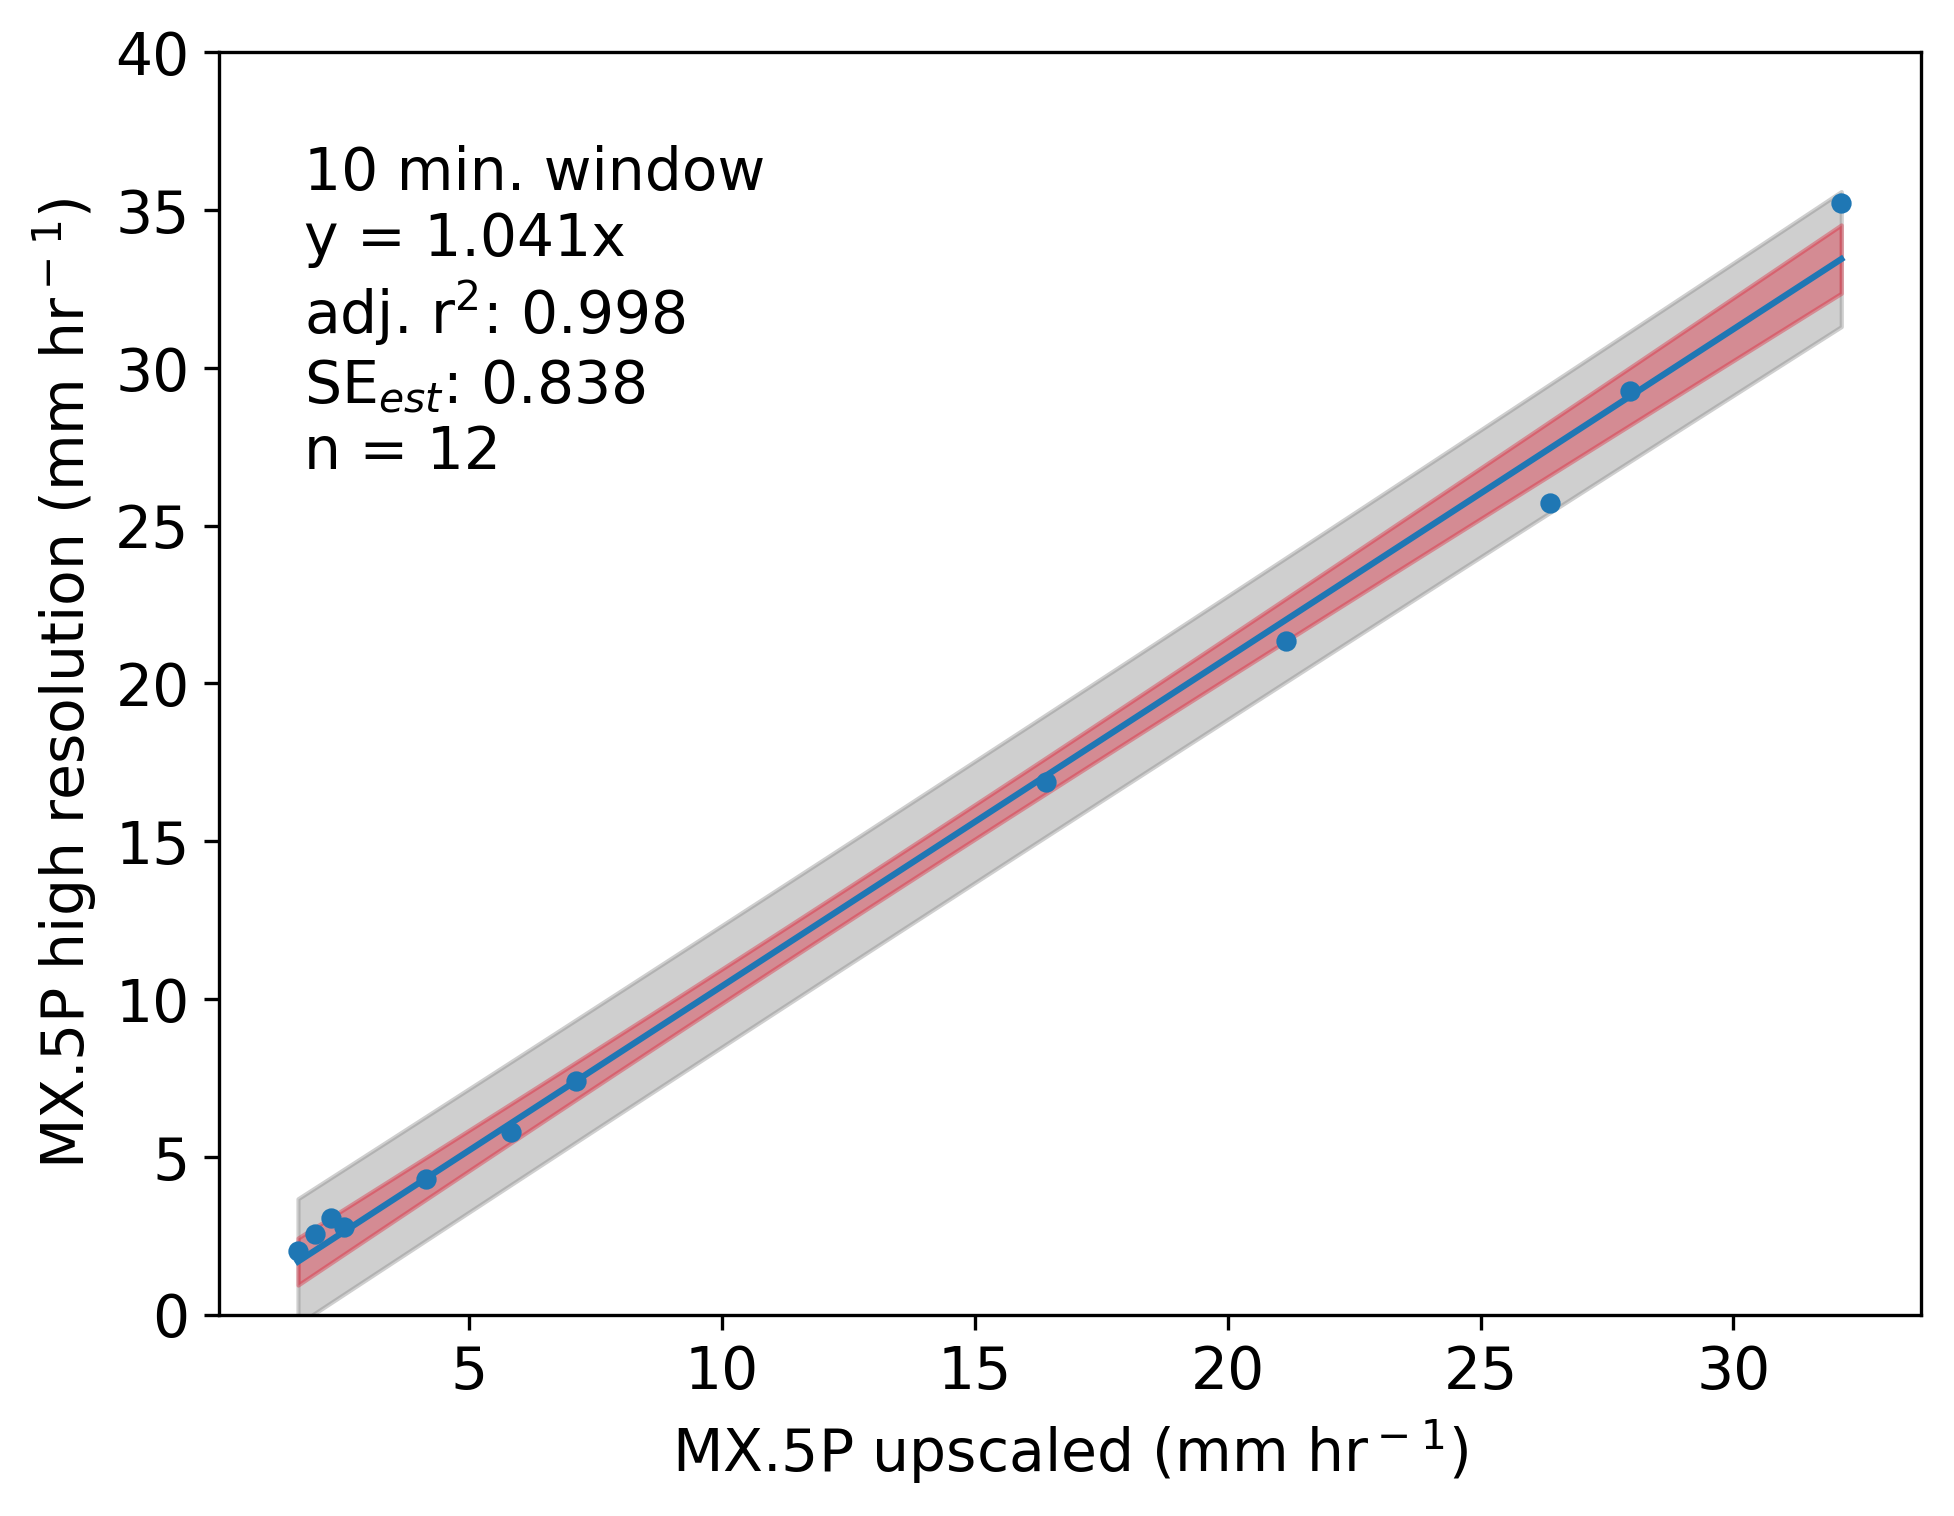 40
35
30
25
20
15
10
5
0
MX.5P high resolution (mm hr⁻¹)
10 min. window
y = 1.041x
adj. r²: 0.998
SEₑₛₜ: 0.838
n = 12
5 10 15 20 25 30
MX.5P upscaled (mm hr⁻¹)